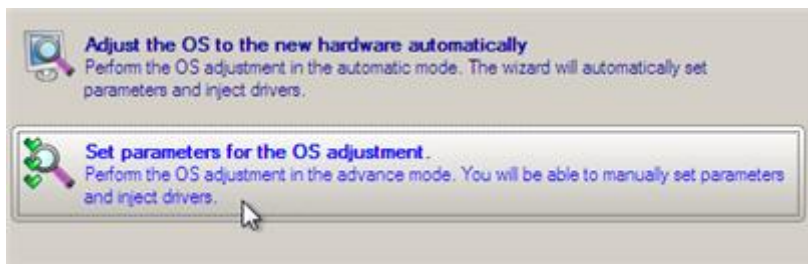 Adjust the OS to the new hardware automatically
Perform the OS adjustment in the automatic mode. The wizard will automatically set
parameters and inject drivers.
Set parameters for the OS adjustment.
Perform the OS adjustment in the advance mode. You will be able to manually set parameters
and inject drivers.